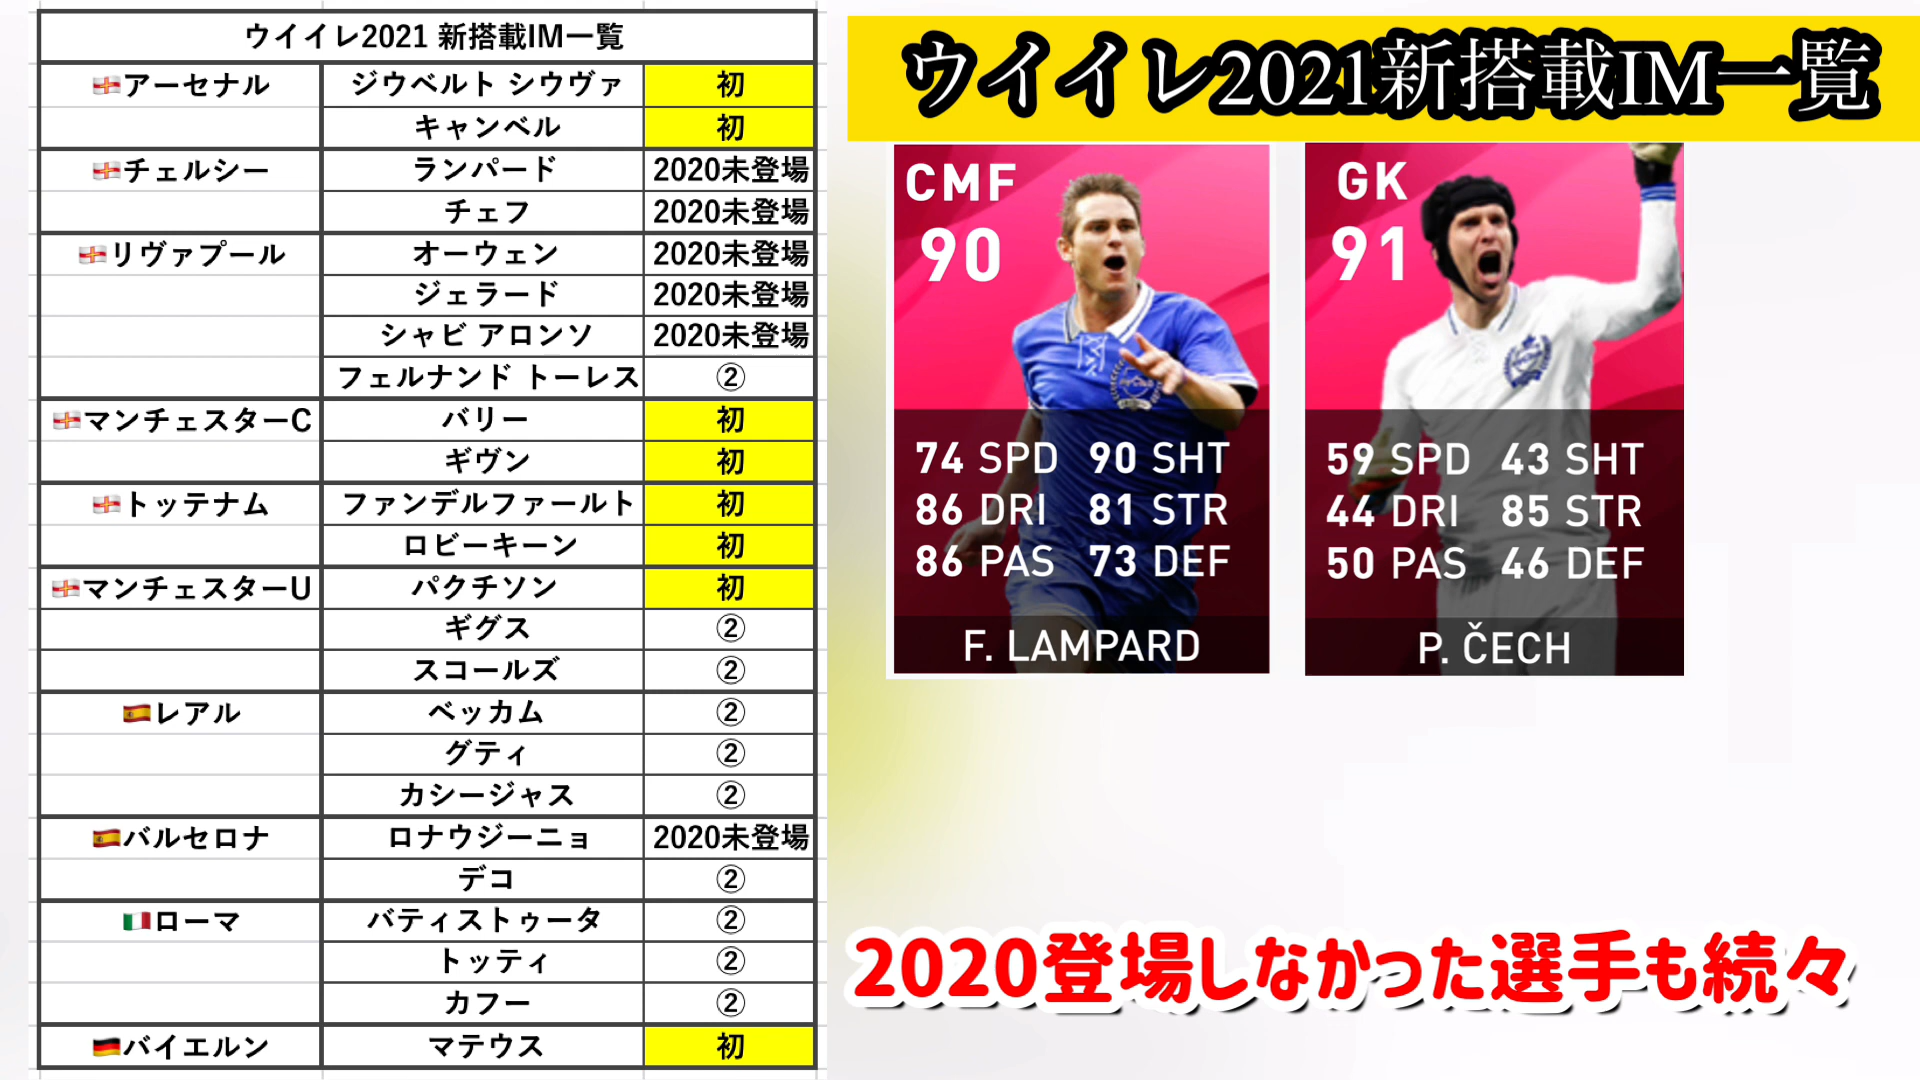 ウイイレ2021 新搭載IM一覧
アーセナル ジウベルト シウヴァ 初
キャンベル 初
チェルシー ランパード 2020未登場
チェフ 2020未登場
リヴァプール オーウェン 2020未登場
ジェラード 2020未登場
シャビ アロンソ 2020未登場
フェルナンド トーレス ②
マンチェスターC バリー 初
ギヴン 初
トッテナム ファンデルファールト 初
ロビーキーン 初
マンチェスターU パクチソン 初
ギグス ②
スコールズ ②
レアル ベッカム ②
グティ ②
カシージャス ②
バルセロナ ロナウジーニョ 2020未登場
デコ ②
ローマ バティストゥータ ②
トッティ ②
カフー ②
バイエルン マテウス 初
ウイイレ2021新搭載IM一覧
CMF
90
74 SPD 90 SHT
86 DRI 81 STR
86 PAS 73 DEF
F. LAMPARD
GK
91
59 SPD 43 SHT
44 DRI 85 STR
50 PAS 46 DEF
P. ČECH
2020登場しなかった選手も続々